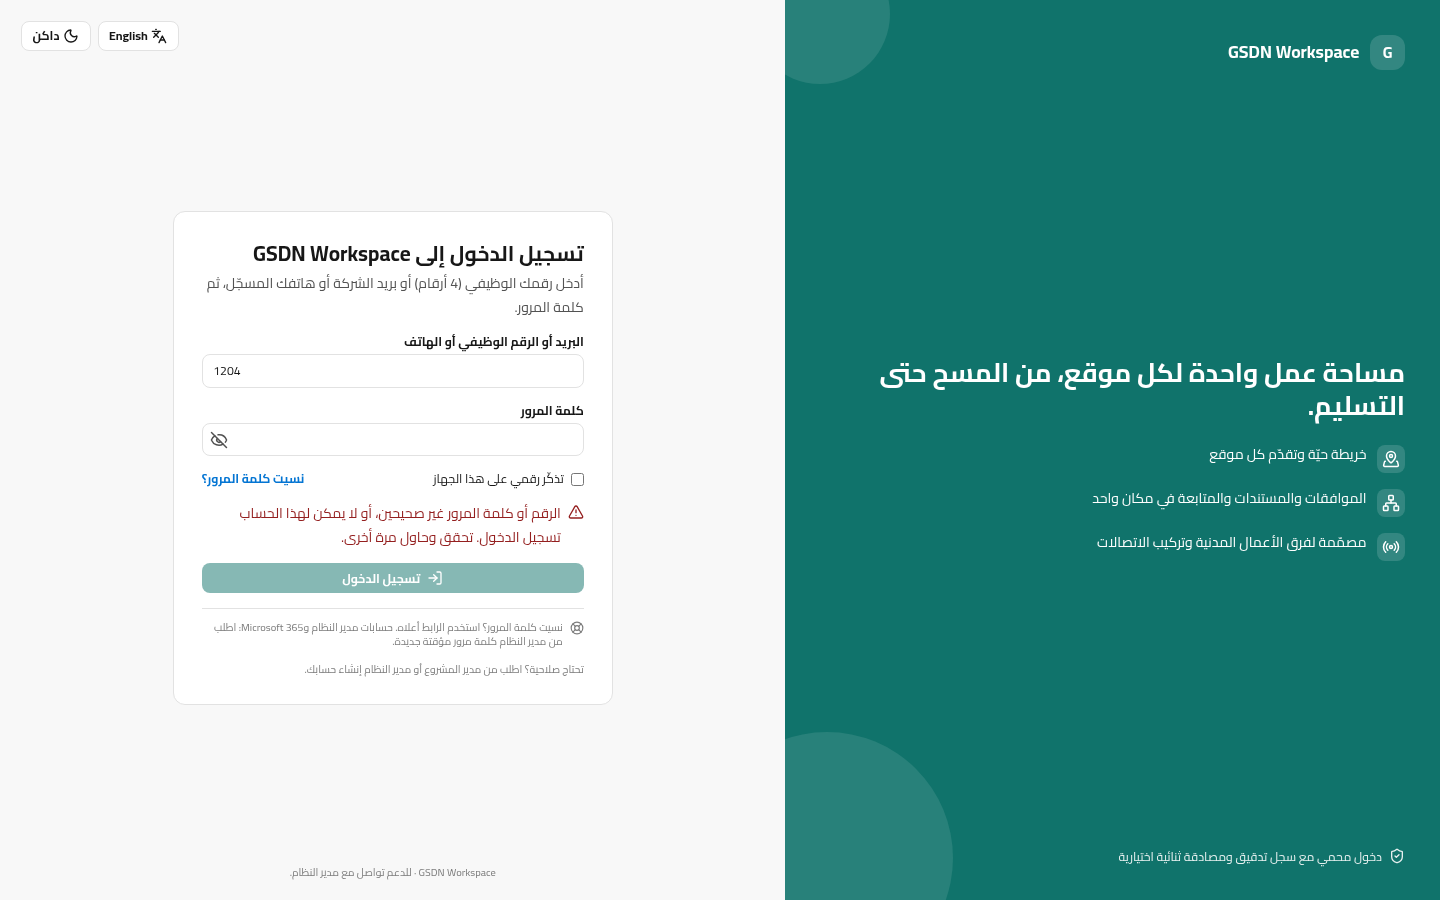 G
GSDN Workspace
مساحة عمل واحدة لكل موقع، من المسح حتى
التسليم.
خريطة حيّة وتقدّم كل موقع
الموافقات والمستندات والمتابعة في مكان واحد
مصمّمة لفرق الأعمال المدنية وتركيب الاتصالات
دخول محمي مع سجل تدقيق ومصادقة ثنائية اختيارية
English
داكن
تسجيل الدخول إلى GSDN Workspace
أدخل رقمك الوظيفي (4 أرقام) أو بريد الشركة أو هاتفك المسجّل، ثم
كلمة المرور.
البريد أو الرقم الوظيفي أو الهاتف
1204
كلمة المرور
تذكّر رقمي على هذا الجهاز
نسيت كلمة المرور؟
الرقم أو كلمة المرور غير صحيحين، أو لا يمكن لهذا الحساب
تسجيل الدخول. تحقق وحاول مرة أخرى.
تسجيل الدخول
نسيت كلمة المرور؟ استخدم الرابط أعلاه. حسابات مدير النظام وMicrosoft 365: اطلب
من مدير النظام كلمة مرور مؤقتة جديدة.
تحتاج صلاحية؟ اطلب من مدير المشروع أو مدير النظام إنشاء حسابك.
GSDN Workspace · للدعم تواصل مع مدير النظام.